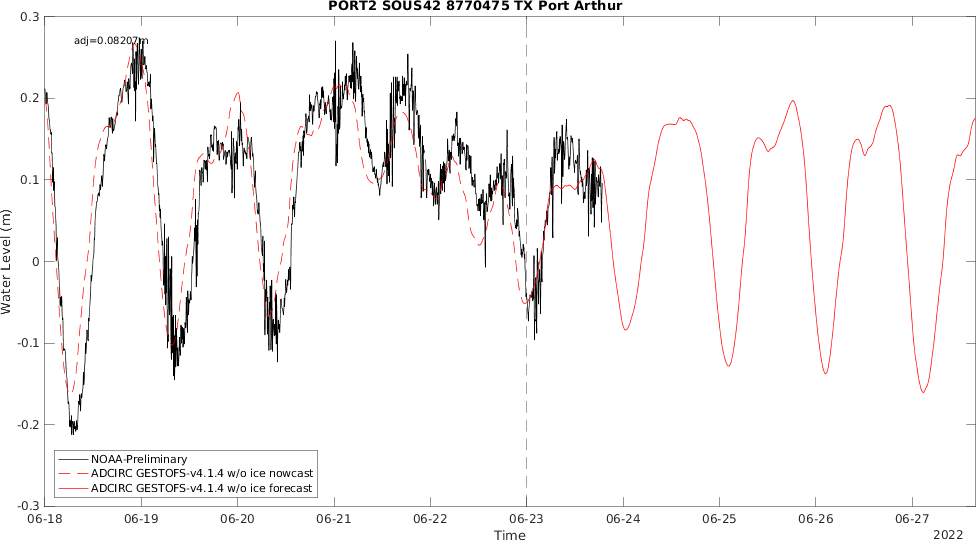 PORT2 SOUS42 8770475 TX Port Arthur
adj=0.08207m
0.3
0.2
0.1
0
-0.1
-0.2
-0.3
Water Level (m)
NOAA-Preliminary
ADCIRC GESTOFS-v4.1.4 w/o ice nowcast
ADCIRC GESTOFS-v4.1.4 w/o ice forecast
06-18 06-19 06-20 06-21 06-22 06-23 06-24 06-25 06-26 06-27
Time
2022